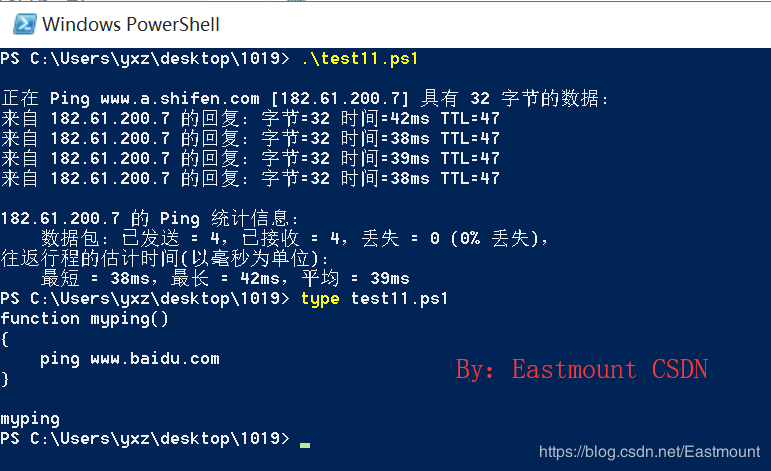 Windows PowerShell
PS C:\Users\yxz\desktop\1019> .\test11.ps1
正在 Ping www.a.shifen.com [182.61.200.7] 具有 32 字节的数据:
来自 182.61.200.7 的回复: 字节=32 时间=42ms TTL=47
来自 182.61.200.7 的回复: 字节=32 时间=38ms TTL=47
来自 182.61.200.7 的回复: 字节=32 时间=39ms TTL=47
来自 182.61.200.7 的回复: 字节=32 时间=38ms TTL=47
182.61.200.7 的 Ping 统计信息:
数据包: 已发送 = 4，已接收 = 4，丢失 = 0 (0% 丢失)，
往返行程的估计时间(以毫秒为单位):
最短 = 38ms，最长 = 42ms，平均 = 39ms
PS C:\Users\yxz\desktop\1019> type test11.ps1
function myping()
{
ping www.baidu.com
}
By: Eastmount CSDN
myping
PS C:\Users\yxz\desktop\1019>
https://blog.csdn.net/Eastmount